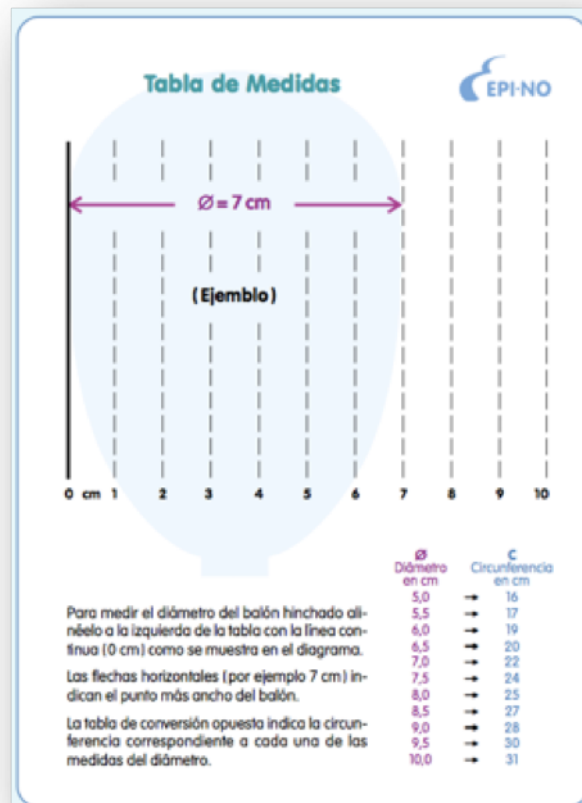 Tabla de Medidas
EPI·NO
Ø = 7 cm
(Ejemblo)
0 cm 1 2 3 4 5 6 7 8 9 10
Ø C
Diámetro Circunferencia
en cm en cm
5,0 → 16
5,5 → 17
6,0 → 19
6,5 → 20
7,0 → 22
7,5 → 24
8,0 → 25
8,5 → 27
9,0 → 28
9,5 → 30
10,0 → 31
Para medir el diámetro del balón hinchado ali-
néelo a la izquierda de la tabla con la línea con-
tinua (0 cm) como se muestra en el diagrama.
Las flechas horizontales (por ejemplo 7 cm) in-
dican el punto más ancho del balón.
La tabla de conversión opuesta indica la circun-
ferencia correspondiente a cada una de las
medidas del diámetro.